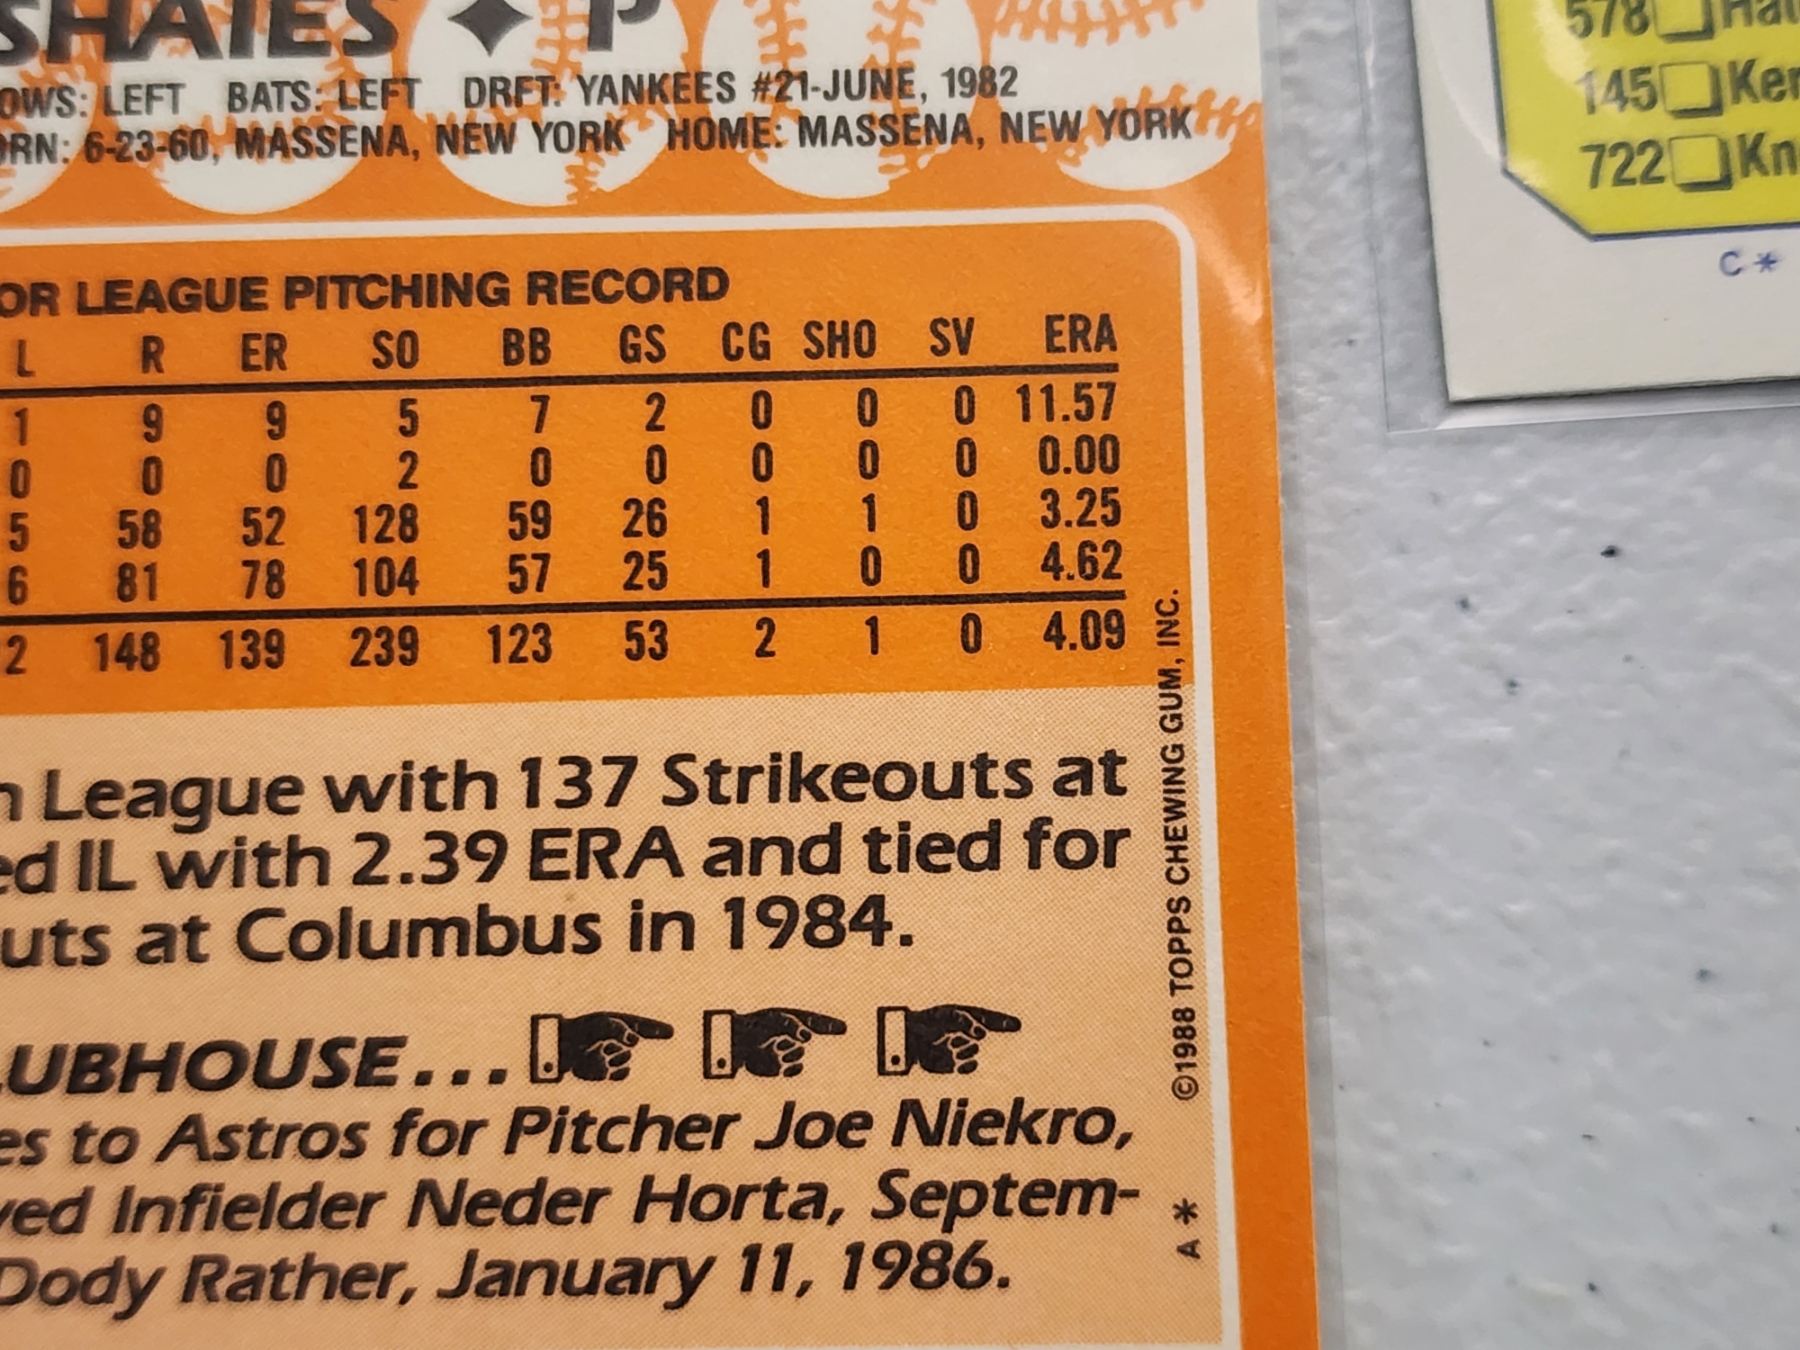 SHAIES ✦ P
OWS: LEFT BATS: LEFT DRFT: YANKEES #21-JUNE, 1982
ORN: 6-23-60, MASSENA, NEW YORK HOME: MASSENA, NEW YORK
OR LEAGUE PITCHING RECORD
L R ER SO BB GS CG SHO SV ERA
1 9 9 5 7 2 0 0 0 11.57
0 0 0 2 0 0 0 0 0 0.00
5 58 52 128 59 26 1 1 0 3.25
6 81 78 104 57 25 1 0 0 4.62
2 148 139 239 123 53 2 1 0 4.09
n League with 137 Strikeouts at
ed IL with 2.39 ERA and tied for
uts at Columbus in 1984.
LUBHOUSE...
es to Astros for Pitcher Joe Niekro,
ved Infielder Neder Horta, Septem-
Dody Rather, January 11, 1986.
©1988 TOPPS CHEWING GUM, INC.
A*
578 Hat
145 Ker
722 Kn
C*